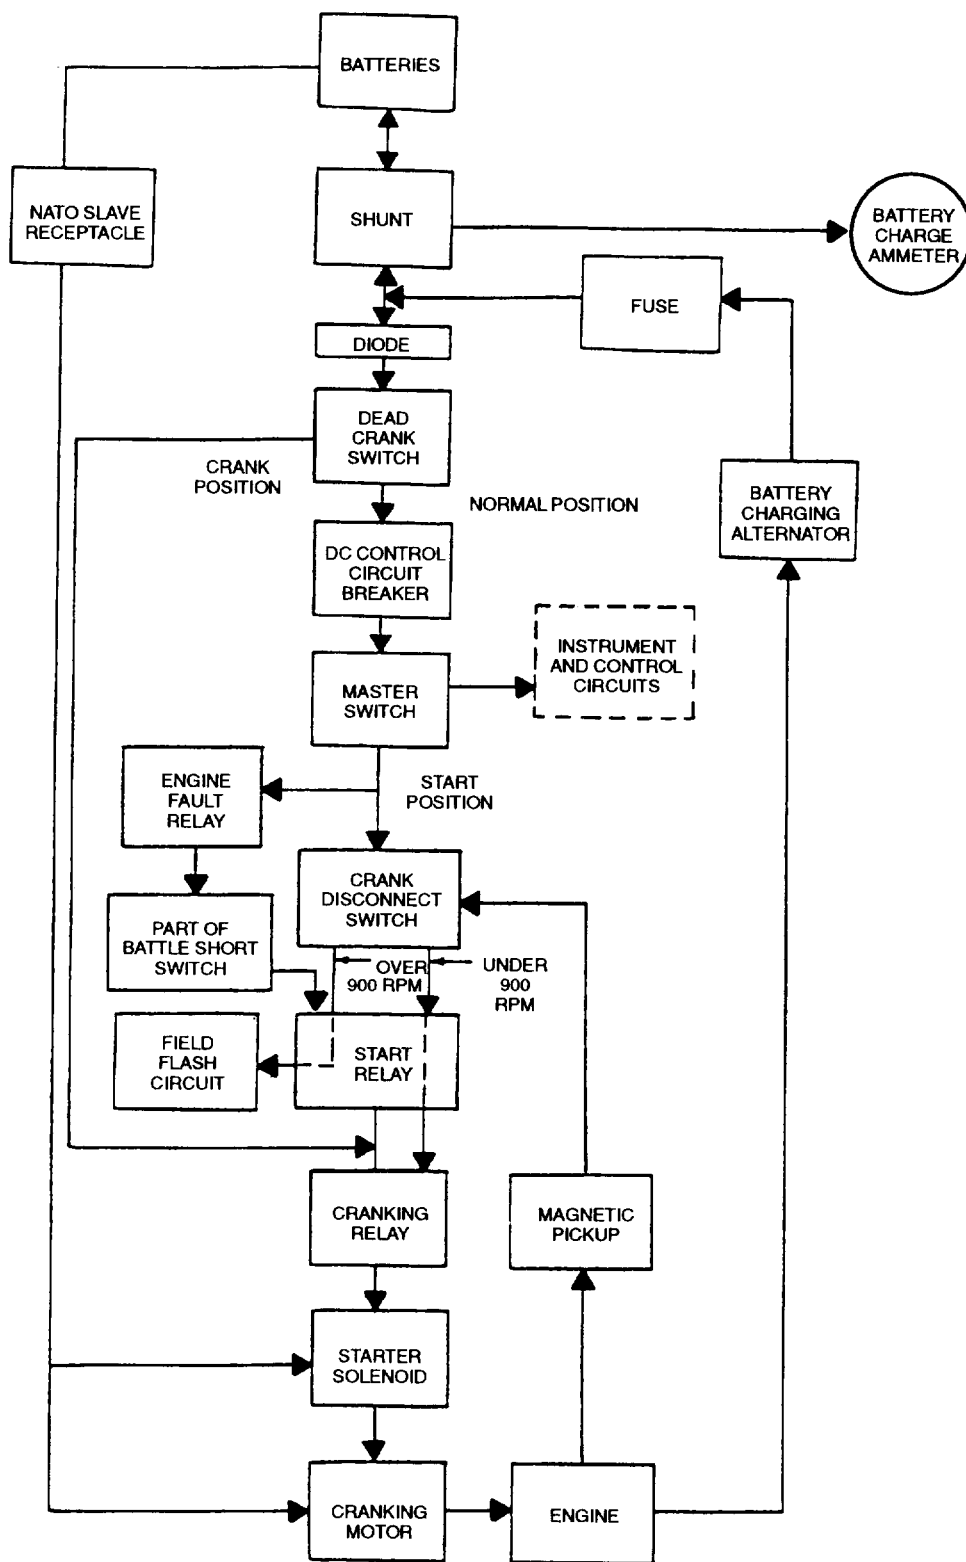 BATTERIES
NATO SLAVE
RECEPTACLE
SHUNT
BATTERY
CHARGE
AMMETER
FUSE
DIODE
DEAD
CRANK
SWITCH
CRANK
POSITION
NORMAL POSITION
BATTERY
CHARGING
ALTERNATOR
DC CONTROL
CIRCUIT
BREAKER
INSTRUMENT
AND CONTROL
CIRCUITS
MASTER
SWITCH
ENGINE
FAULT
RELAY
START
POSITION
CRANK
DISCONNECT
SWITCH
PART OF
BATTLE SHORT
SWITCH
OVER
900 RPM
UNDER
900
RPM
FIELD
FLASH
CIRCUIT
START
RELAY
CRANKING
RELAY
MAGNETIC
PICKUP
STARTER
SOLENOID
CRANKING
MOTOR
ENGINE